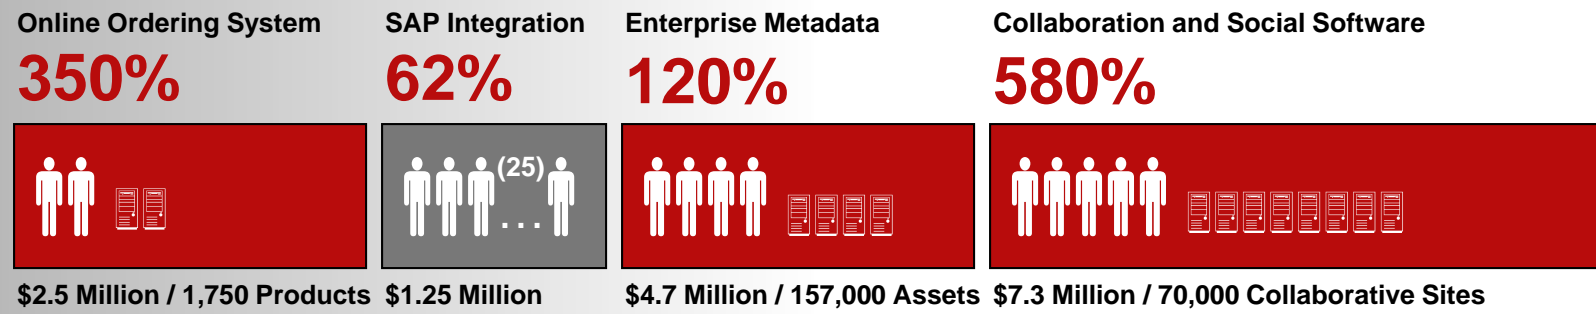 Online Ordering System
350%
$2.5 Million / 1,750 Products
SAP Integration
62%
(25)
...
$1.25 Million
Enterprise Metadata
120%
$4.7 Million / 157,000 Assets
Collaboration and Social Software
580%
$7.3 Million / 70,000 Collaborative Sites